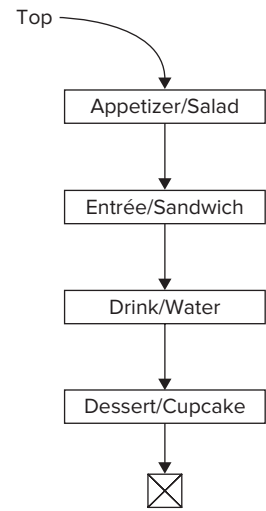 Top
Appetizer/Salad
Entrée/Sandwich
Drink/Water
Dessert/Cupcake